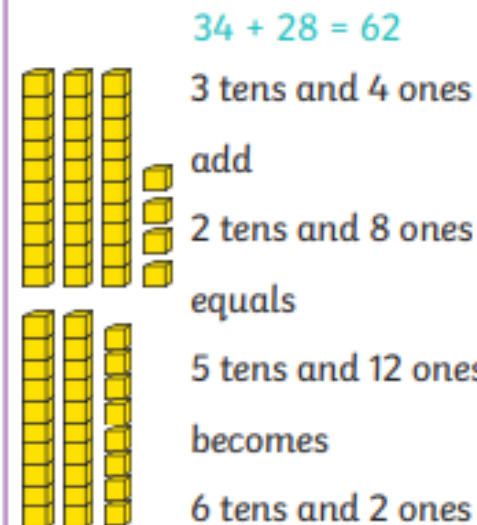 34 + 28 = 62
3 tens and 4 ones
add
2 tens and 8 ones
equals
5 tens and 12 ones
becomes
6 tens and 2 ones